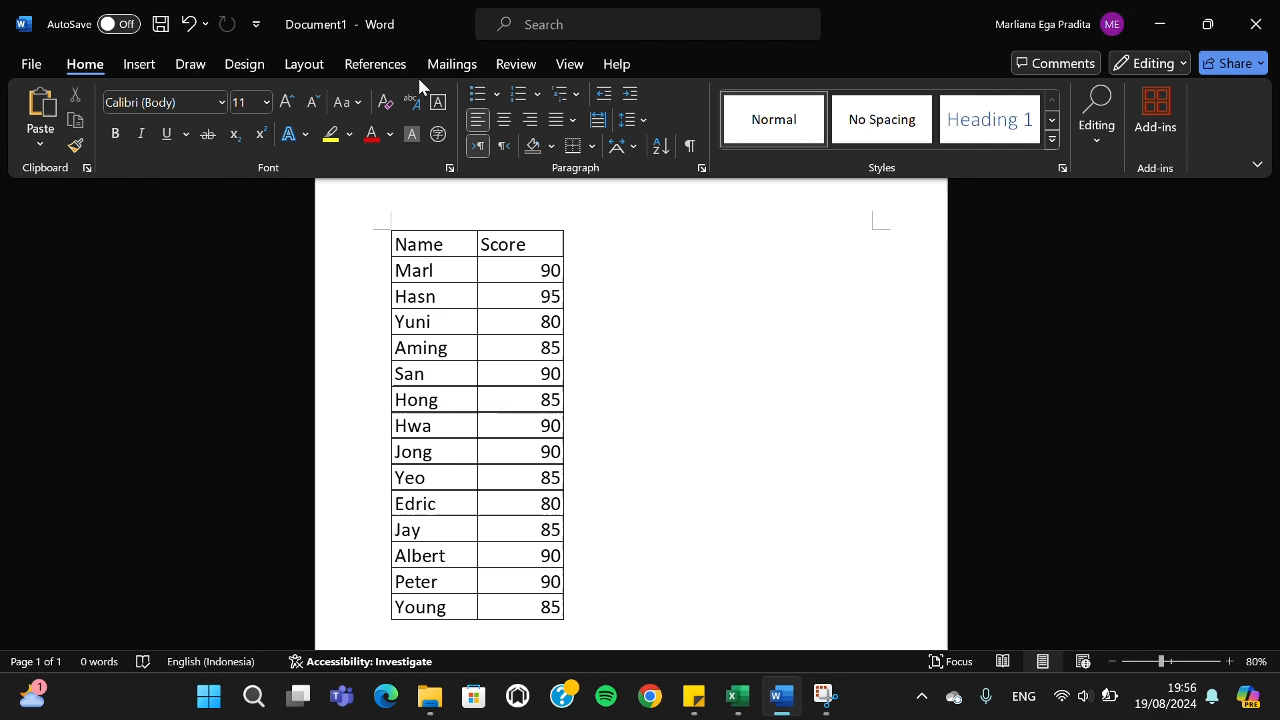 AutoSave Off Document1 - Word Search Marliana Ega Pradita ME
File Home Insert Draw Design Layout References Mailings Review View Help Comments Editing Share
Paste Calibri (Body) 11 Aa Normal No Spacing Heading 1 Editing Add-ins
Clipboard Font Paragraph Styles Add-ins
Name Score
Marl 90
Hasn 95
Yuni 80
Aming 85
San 90
Hong 85
Hwa 90
Jong 90
Yeo 85
Edric 80
Jay 85
Albert 90
Peter 90
Young 85
Page 1 of 1 0 words English (Indonesia) Accessibility: Investigate Focus 80%
1 ENG 19:56 PRE
19/08/2024